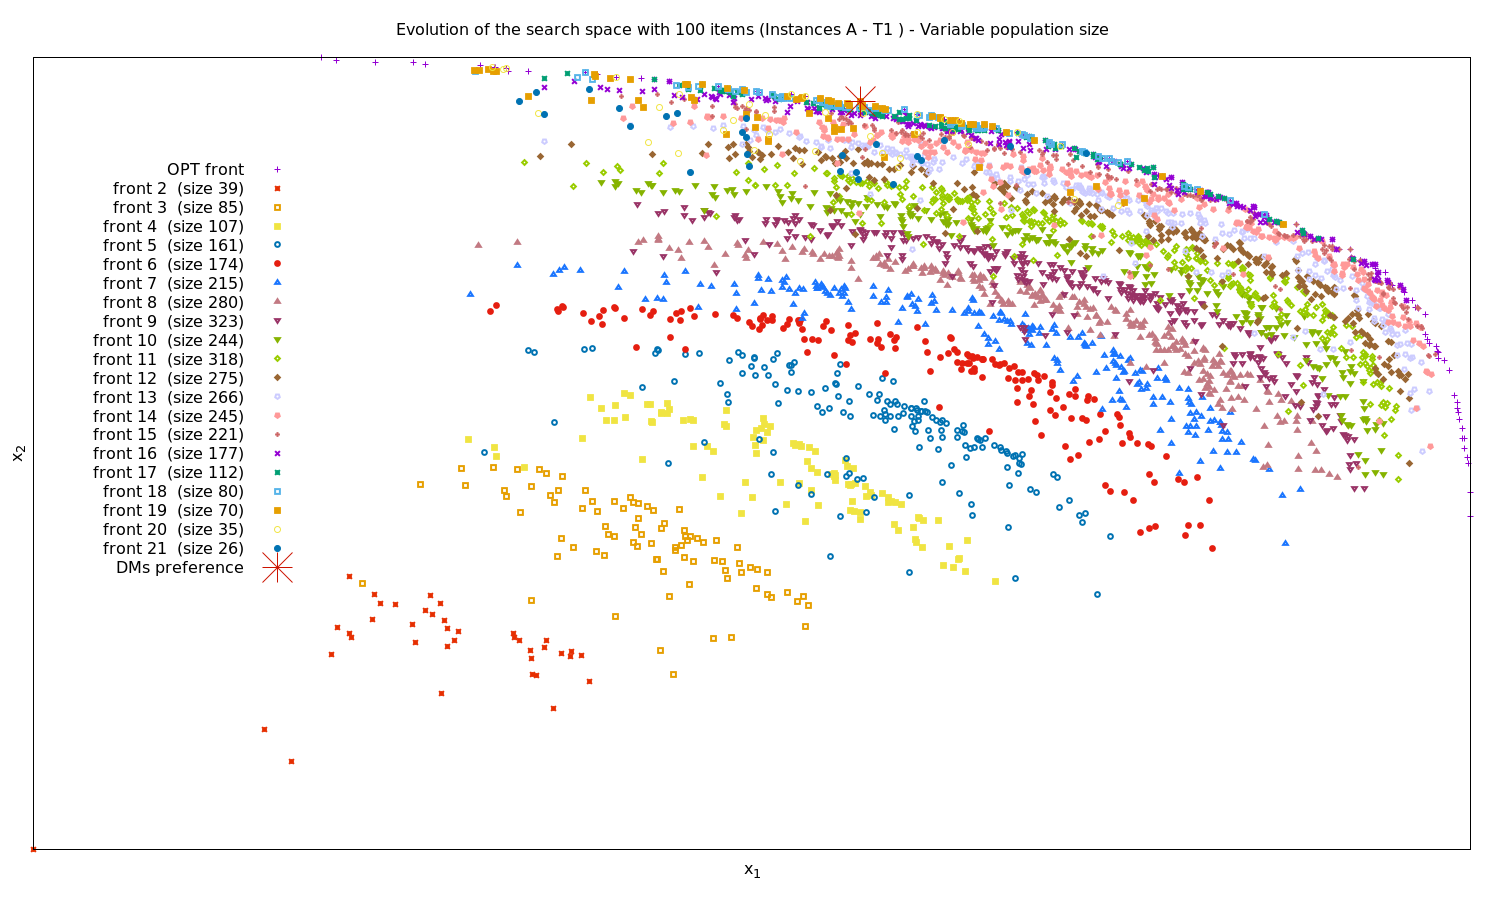 Evolution of the search space with 100 items (Instances A - T1 ) - Variable population size
OPT front
front 2 (size 39)
front 3 (size 85)
front 4 (size 107)
front 5 (size 161)
front 6 (size 174)
front 7 (size 215)
front 8 (size 280)
front 9 (size 323)
front 10 (size 244)
front 11 (size 318)
front 12 (size 275)
front 13 (size 266)
front 14 (size 245)
front 15 (size 221)
front 16 (size 177)
front 17 (size 112)
front 18 (size 80)
front 19 (size 70)
front 20 (size 35)
front 21 (size 26)
DMs preference
x2
x1